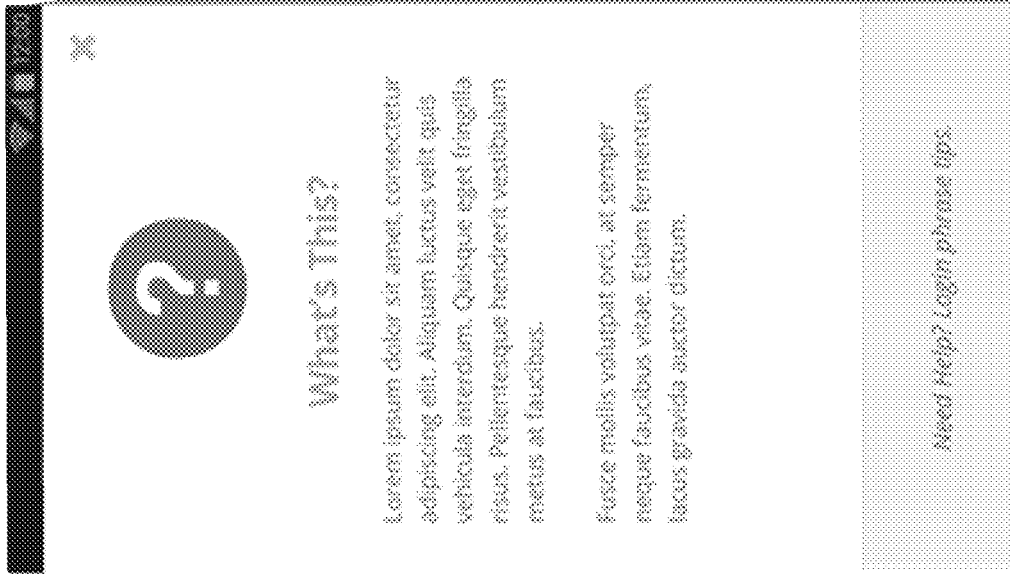 12:30
×
?
What's This?
Lorem ipsum dolor sit amet, consectetur
adipiscing elit. Aliquam luctus velit quis
vehicula interdum. Quisque eget fringilla
risus. Pellentesque hendrerit vestibulum
metus at faucibus.
Fusce mollis volutpat orci, at semper
neque faucibus vitae. Etiam fermentum,
lacus gravida auctor dictum.
Need Help? Login phrase tips.